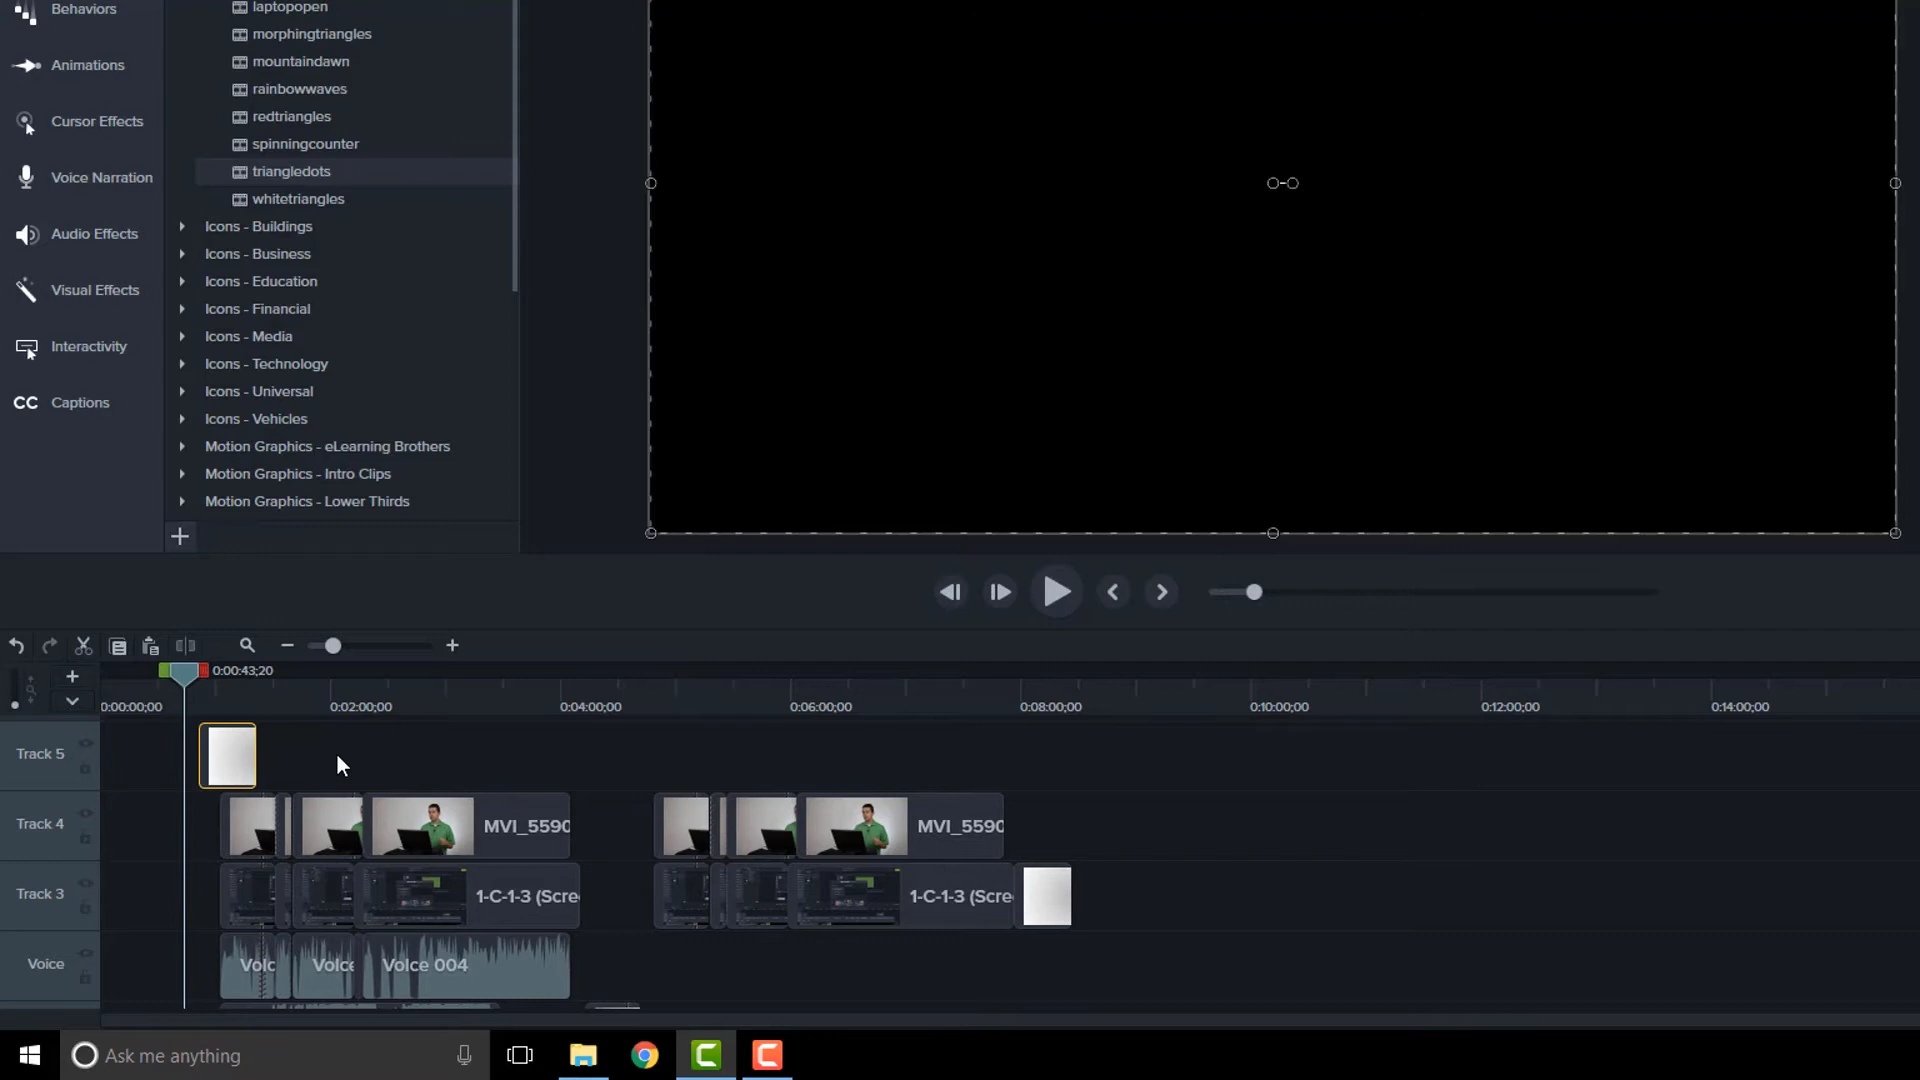 Behaviors
Animations
Cursor Effects
Voice Narration
Audio Effects
Visual Effects
Interactivity
CC Captions
laptopopen
morphingtriangles
mountaindawn
rainbowwaves
redtriangles
spinningcounter
triangledots
whitetriangles
Icons - Buildings
Icons - Business
Icons - Education
Icons - Financial
Icons - Media
Icons - Technology
Icons - Universal
Icons - Vehicles
Motion Graphics - eLearning Brothers
Motion Graphics - Intro Clips
Motion Graphics - Lower Thirds
0:00:43;20
0:00:00;00 0:02:00;00 0:04:00;00 0:06:00;00 0:08:00;00 0:10:00;00 0:12:00;00 0:14:00;00
Track 5
Track 4 MVI_5590 MVI_5590
Track 3 1-C-1-3 (Scre 1-C-1-3 (Scre
Voice Voic Voice Voice 004
Ask me anything